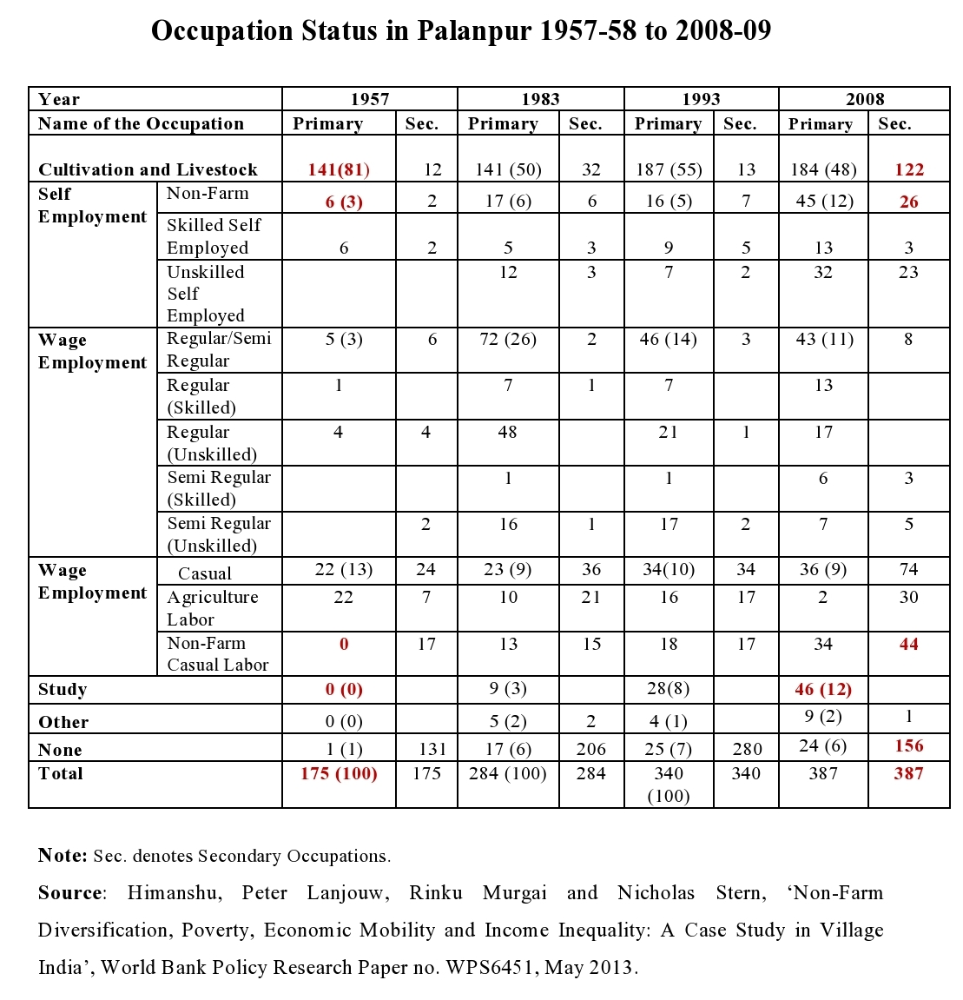 Occupation Status in Palanpur 1957-58 to 2008-09
Year 1957 1983 1993 2008
Name of the Occupation Primary Sec. Primary Sec. Primary Sec. Primary Sec.
Cultivation and Livestock 141(81) 12 141 (50) 32 187 (55) 13 184 (48) 122
Self Employment Non-Farm 6 (3) 2 17 (6) 6 16 (5) 7 45 (12) 26
Skilled Self Employed 6 2 5 3 9 5 13 3
Unskilled Self Employed 12 3 7 2 32 23
Wage Employment Regular/Semi Regular 5 (3) 6 72 (26) 2 46 (14) 3 43 (11) 8
Regular (Skilled) 1 7 1 7 13
Regular (Unskilled) 4 4 48 21 1 17
Semi Regular (Skilled) 1 1 6 3
Semi Regular (Unskilled) 2 16 1 17 2 7 5
Wage Employment Casual 22 (13) 24 23 (9) 36 34(10) 34 36 (9) 74
Agriculture Labor 22 7 10 21 16 17 2 30
Non-Farm Casual Labor 0 17 13 15 18 17 34 44
Study 0 (0) 9 (3) 28(8) 46 (12)
Other 0 (0) 5 (2) 2 4 (1) 9 (2) 1
None 1 (1) 131 17 (6) 206 25 (7) 280 24 (6) 156
Total 175 (100) 175 284 (100) 284 340 (100) 340 387 387
Note: Sec. denotes Secondary Occupations.
Source: Himanshu, Peter Lanjouw, Rinku Murgai and Nicholas Stern, ‘Non-Farm
Diversification, Poverty, Economic Mobility and Income Inequality: A Case Study in Village
India’, World Bank Policy Research Paper no. WPS6451, May 2013.